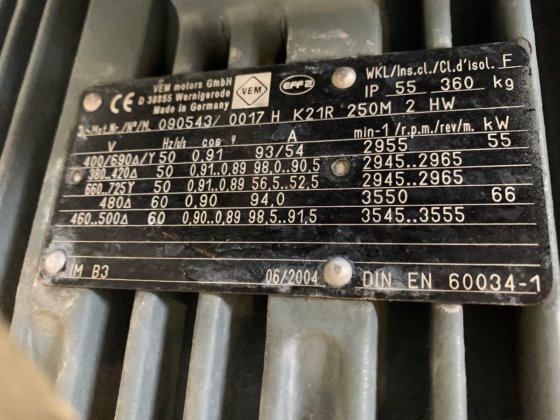 VEM motors GmbH
D 38855 Wernigerode
Made in Germany
CE VEM EFF2
WKL/Ins.cl./Cl.d'isol. F
IP 55 360 kg
3~Mot.Nr./N°/N. 090543/ 0017 H K21R 250M 2 HW
V Hz/hh cos φ A min-1 /r.p.m./rev/m. kW
400/690Δ/Y 50 0,91 93/54 2955 55
380..420Δ 50 0,91..0,89 98,0..90,5 2945..2965
660..725Y 50 0,91..0,89 56,5..52,5 2945..2965
480Δ 60 0,90 94,0 3550 66
460..500Δ 60 0,90..0,89 98,5..91,5 3545..3555
IM B3 06/2004 DIN EN 60034-1